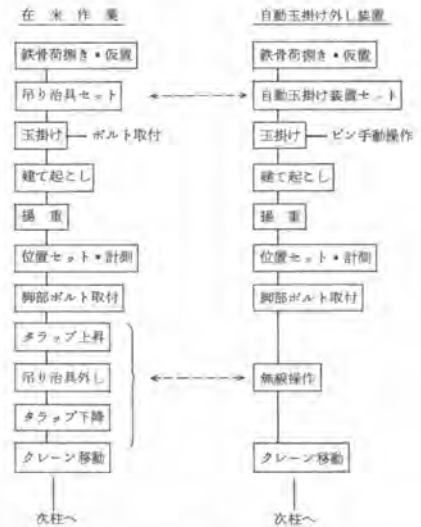 在来作業
鉄骨荷捌き・仮置
吊り治具セット
玉掛け
ボルト取付
建て起こし
揚重
位置セット・計測
脚部ボルト取付
タラップ上昇
吊り治具外し
タラップ下降
クレーン移動
次柱へ
自動玉掛け外し装置
鉄骨荷捌き・仮置
自動玉掛け装置セット
玉掛け
ピン手動操作
建て起こし
揚重
位置セット・計測
脚部ボルト取付
無線操作
クレーン移動
次柱へ